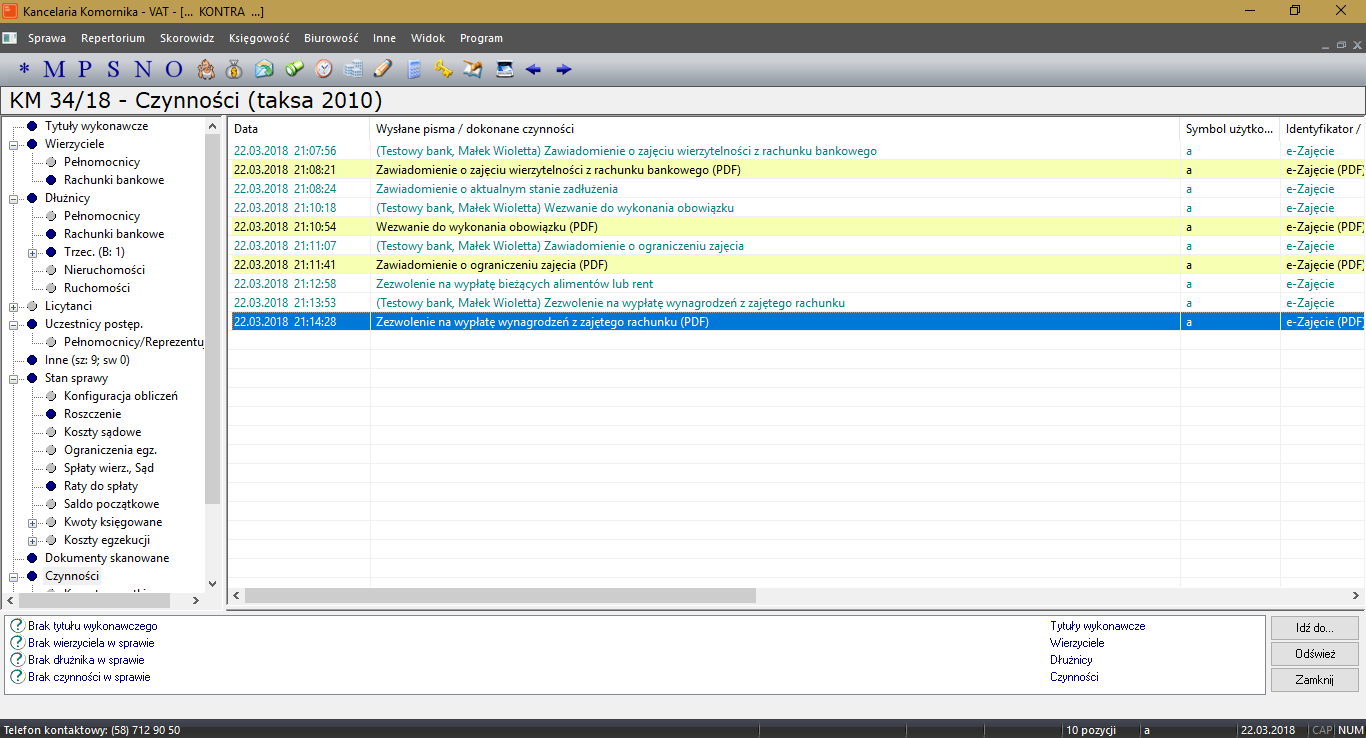 Kancelaria Komornika - VAT - [... KONTRA ...]
Sprawa Repertorium Skorowidz Księgowość Biurowość Inne Widok Program
* M P S N O
KM 34/18 - Czynności (taksa 2010)
Tytuły wykonawcze
Wierzyciele
Pełnomocnicy
Rachunki bankowe
Dłużnicy
Pełnomocnicy
Rachunki bankowe
Trzec. (B: 1)
Nieruchomości
Ruchomości
Licytanci
Uczestnicy postęp.
Pełnomocnicy/Reprezentuj
Inne (sz: 9; sw 0)
Stan sprawy
Konfiguracja obliczeń
Roszczenie
Koszty sądowe
Ograniczenia egz.
Spłaty wierz., Sąd
Raty do spłaty
Saldo początkowe
Kwoty księgowane
Koszty egzekucji
Dokumenty skanowane
Czynności
Data Wysłane pisma / dokonane czynności Symbol użytko... Identyfikator /
22.03.2018 21:07:56 (Testowy bank, Małek Wioletta) Zawiadomienie o zajęciu wierzytelności z rachunku bankowego a e-Zajęcie
22.03.2018 21:08:21 Zawiadomienie o zajęciu wierzytelności z rachunku bankowego (PDF) a e-Zajęcie (PDF)
22.03.2018 21:08:24 Zawiadomienie o aktualnym stanie zadłużenia a e-Zajęcie
22.03.2018 21:10:18 (Testowy bank, Małek Wioletta) Wezwanie do wykonania obowiązku a e-Zajęcie
22.03.2018 21:10:54 Wezwanie do wykonania obowiązku (PDF) a e-Zajęcie (PDF)
22.03.2018 21:11:07 (Testowy bank, Małek Wioletta) Zawiadomienie o ograniczeniu zajęcia a e-Zajęcie
22.03.2018 21:11:41 Zawiadomienie o ograniczeniu zajęcia (PDF) a e-Zajęcie (PDF)
22.03.2018 21:12:58 Zezwolenie na wypłatę bieżących alimentów lub rent a e-Zajęcie
22.03.2018 21:13:53 (Testowy bank, Małek Wioletta) Zezwolenie na wypłatę wynagrodzeń z zajętego rachunku a e-Zajęcie
22.03.2018 21:14:28 Zezwolenie na wypłatę wynagrodzeń z zajętego rachunku (PDF) a e-Zajęcie (PDF)
Brak tytułu wykonawczego Tytuły wykonawcze
Brak wierzyciela w sprawie Wierzyciele
Brak dłużnika w sprawie Dłużnicy
Brak czynności w sprawie Czynności
Idź do...
Odśwież
Zamknij
Telefon kontaktowy: (58) 712 90 50 10 pozycji a 22.03.2018 CAP NUM